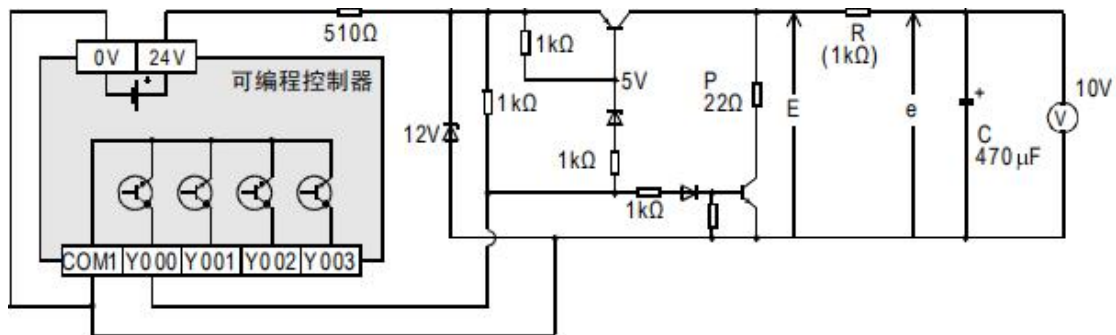 510Ω
0V 24V
可编程控制器
1kΩ
5V
R
(1kΩ)
P
22Ω
10V
1kΩ
12V
E
e
V
+
C
470μF
1kΩ
1kΩ
COM1 Y000 Y001 Y002 Y003